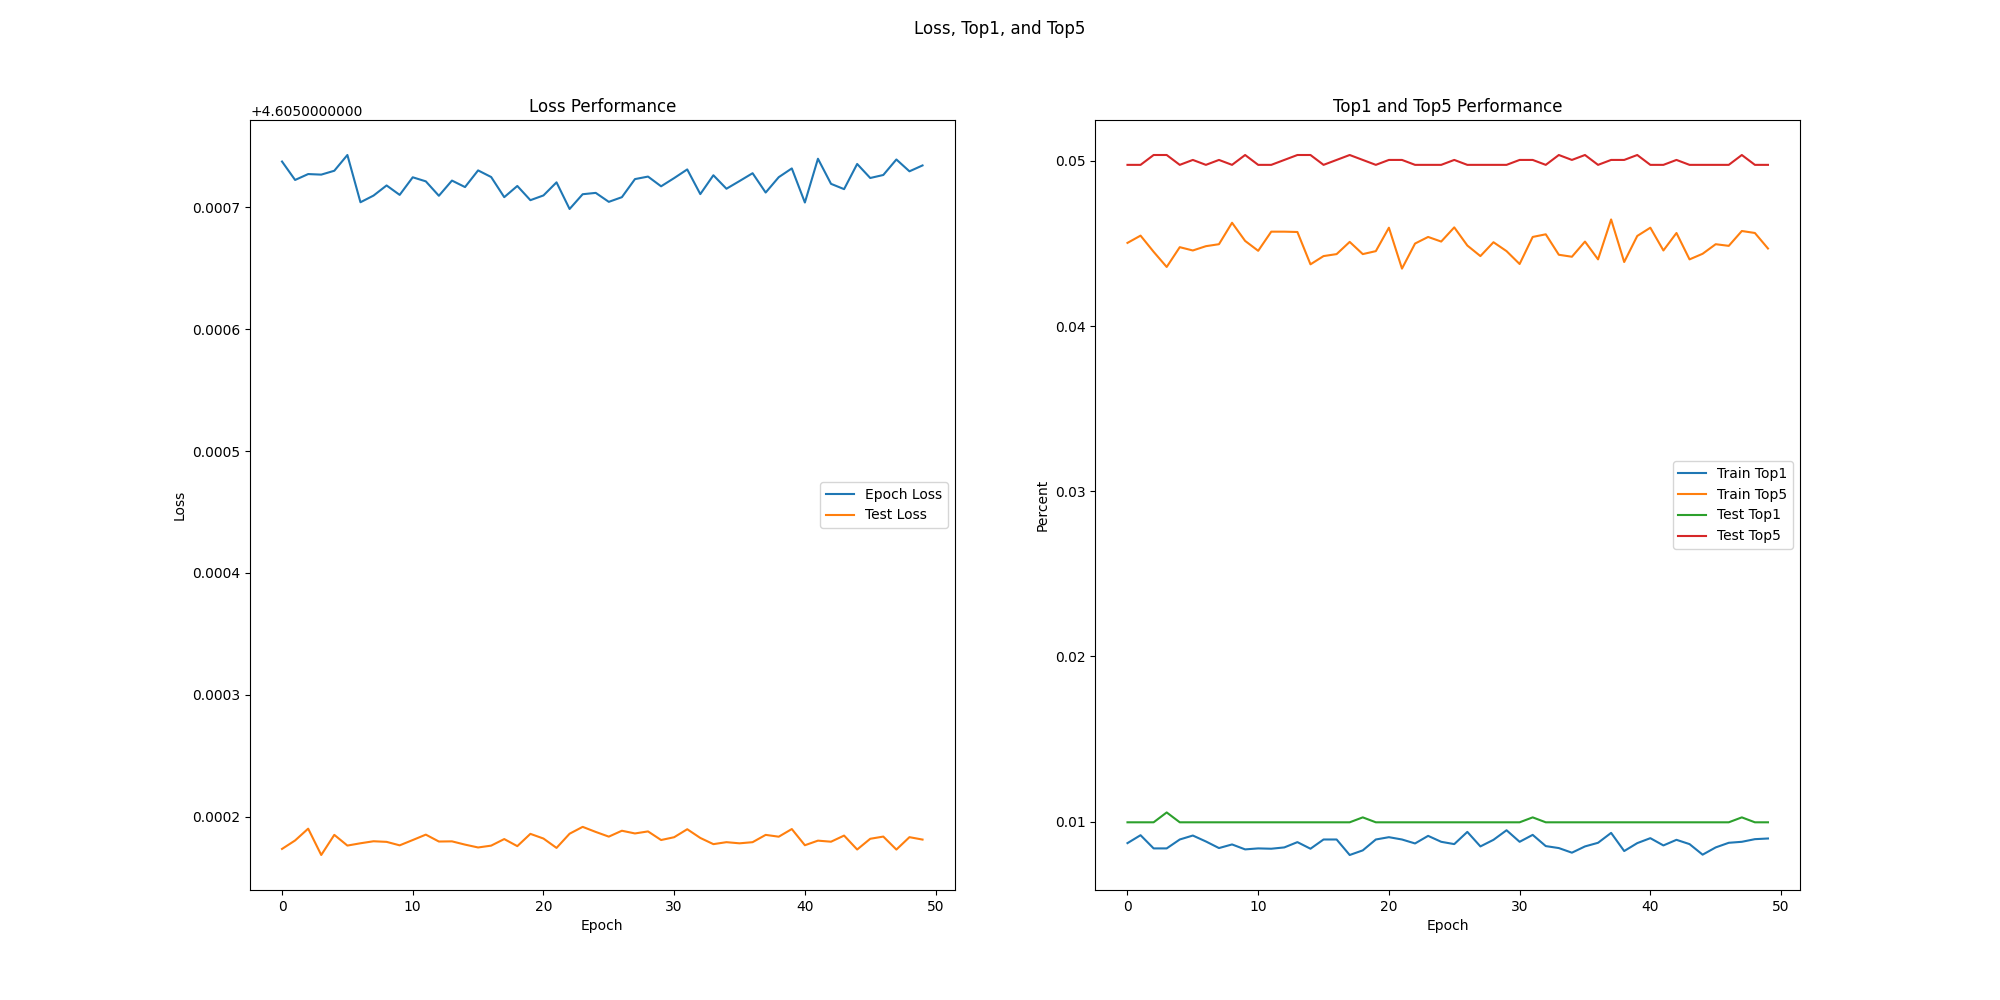 Loss, Top1, and Top5
Loss Performance
+4.6050000000
0.0007
0.0006
0.0005
0.0004
0.0003
0.0002
Loss
0
10
20
30
40
50
Epoch
Epoch Loss
Test Loss
Top1 and Top5 Performance
0.05
0.04
0.03
0.02
0.01
Percent
0
10
20
30
40
50
Epoch
Train Top1
Train Top5
Test Top1
Test Top5